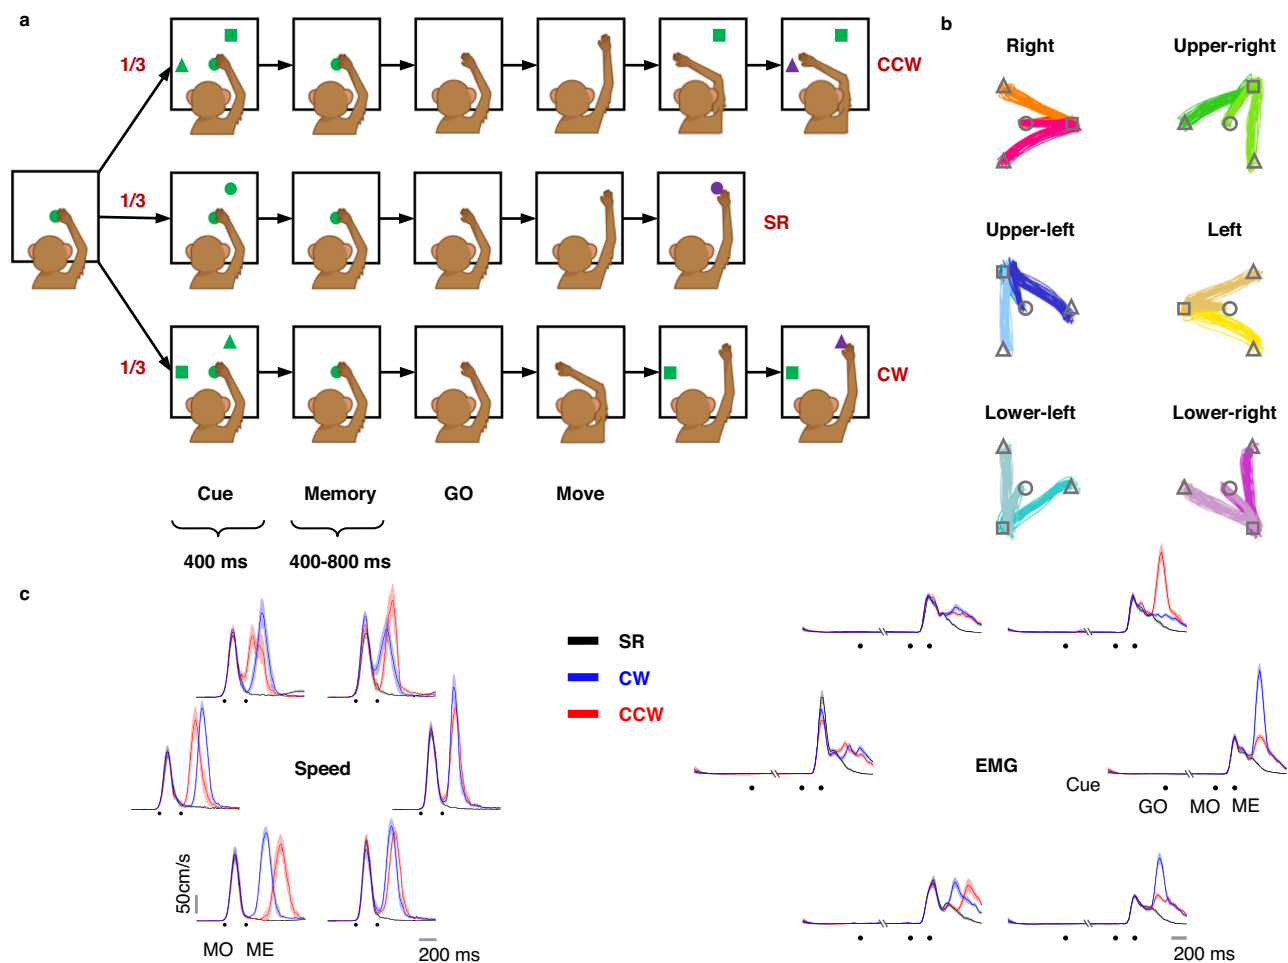 a
1/3
CCW
1/3
SR
1/3
CW
Cue
Memory
GO
Move
400 ms
400-800 ms
b
Right
Upper-right
Upper-left
Left
Lower-left
Lower-right
c
SR
CW
CCW
Speed
50cm/s
MO
ME
200 ms
EMG
Cue
GO
MO
ME
200 ms